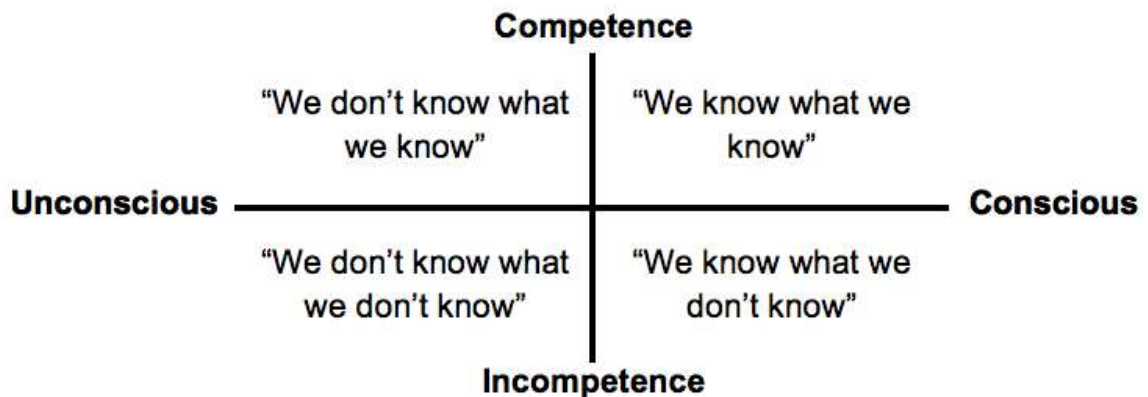 Competence
“We don’t know what
we know”
“We know what we
know”
Unconscious
Conscious
“We don’t know what
we don’t know”
“We know what we
don’t know”
Incompetence